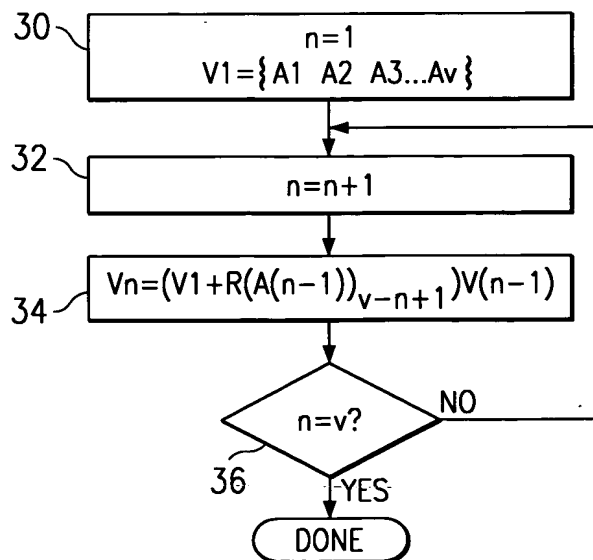 30
n=1
V1={A1 A2 A3...Av}
32
n=n+1
34
Vn=(V1+R(A(n-1))v-n+1)V(n-1)
n=v?
NO
36
YES
DONE